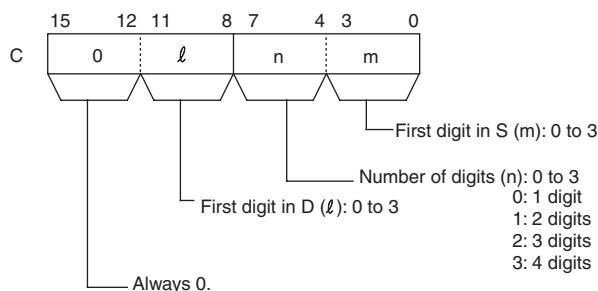 15 12 11 8 7 4 3 0
C 0 ℓ n m
First digit in S (m): 0 to 3
Number of digits (n): 0 to 3
0: 1 digit
1: 2 digits
2: 3 digits
3: 4 digits
First digit in D (ℓ): 0 to 3
Always 0.